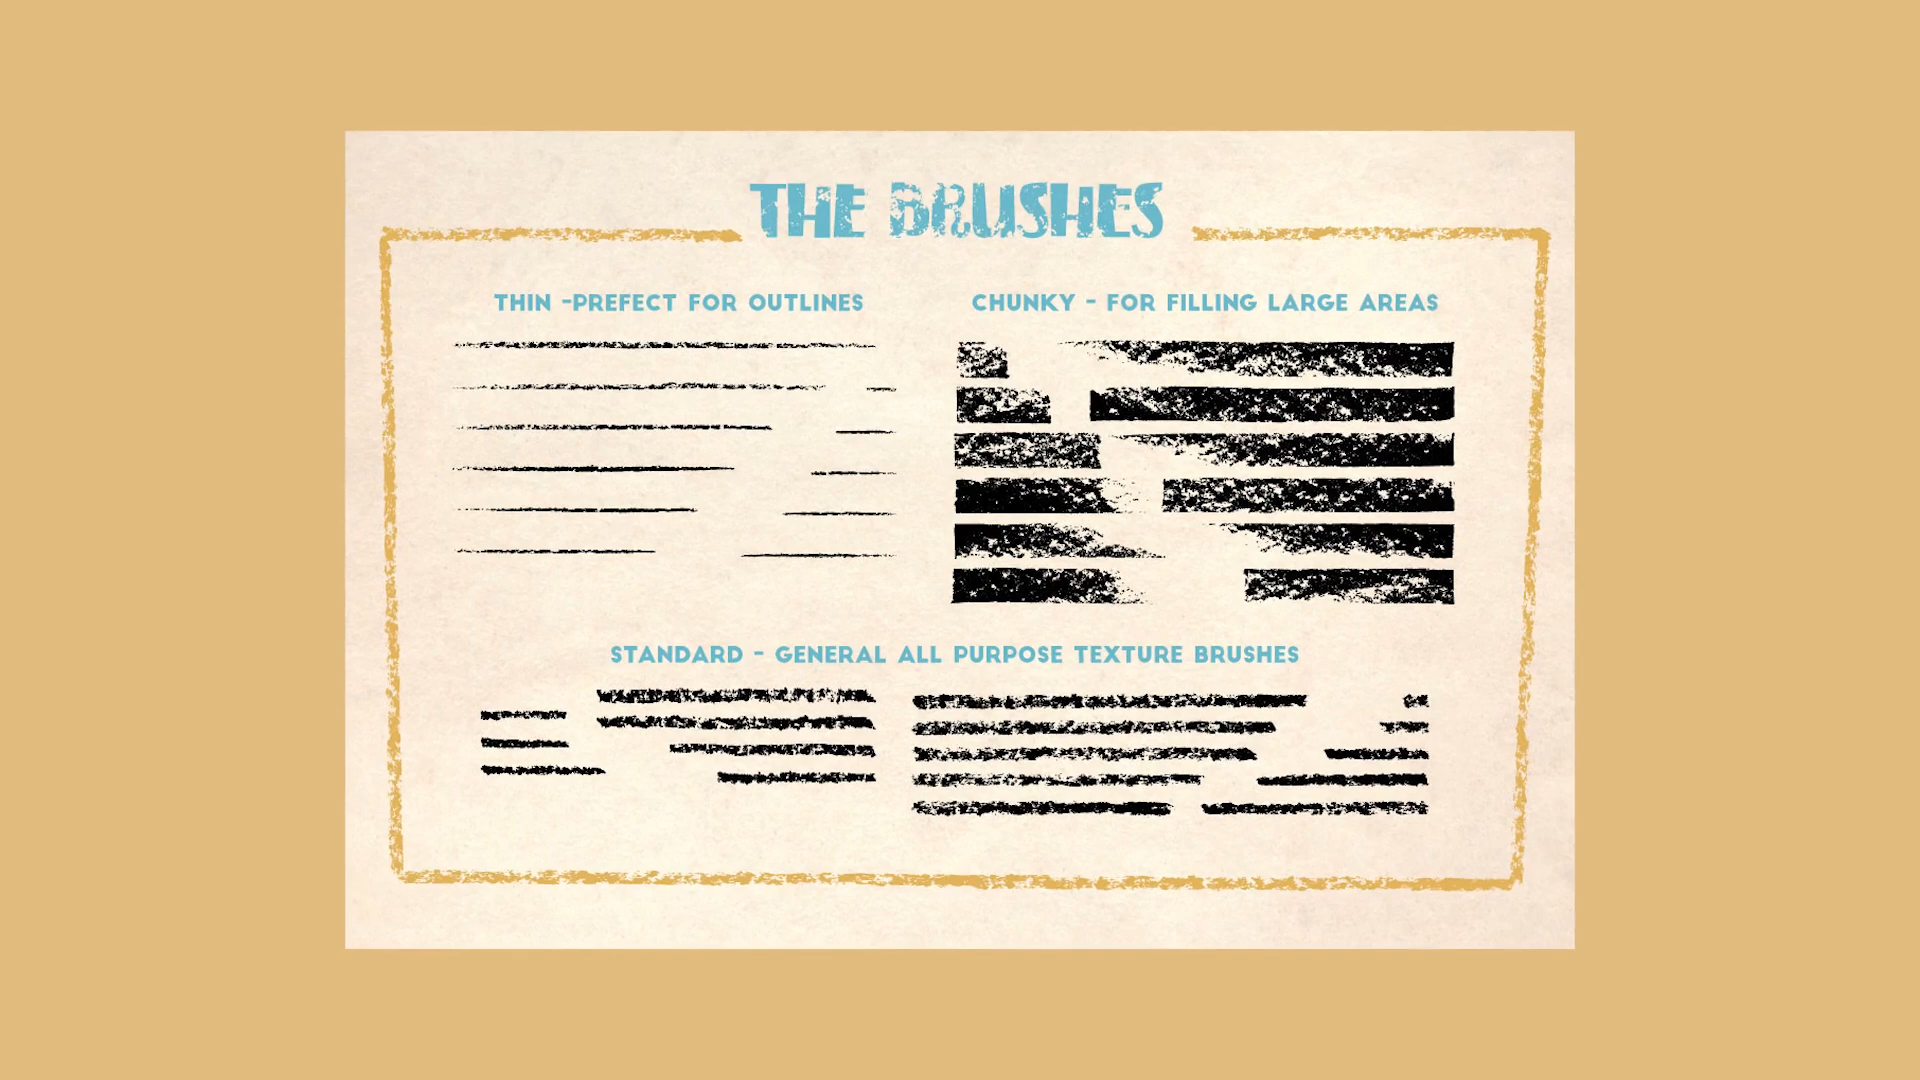 THE BRUSHES
THIN -PREFECT FOR OUTLINES
CHUNKY - FOR FILLING LARGE AREAS
STANDARD - GENERAL ALL PURPOSE TEXTURE BRUSHES